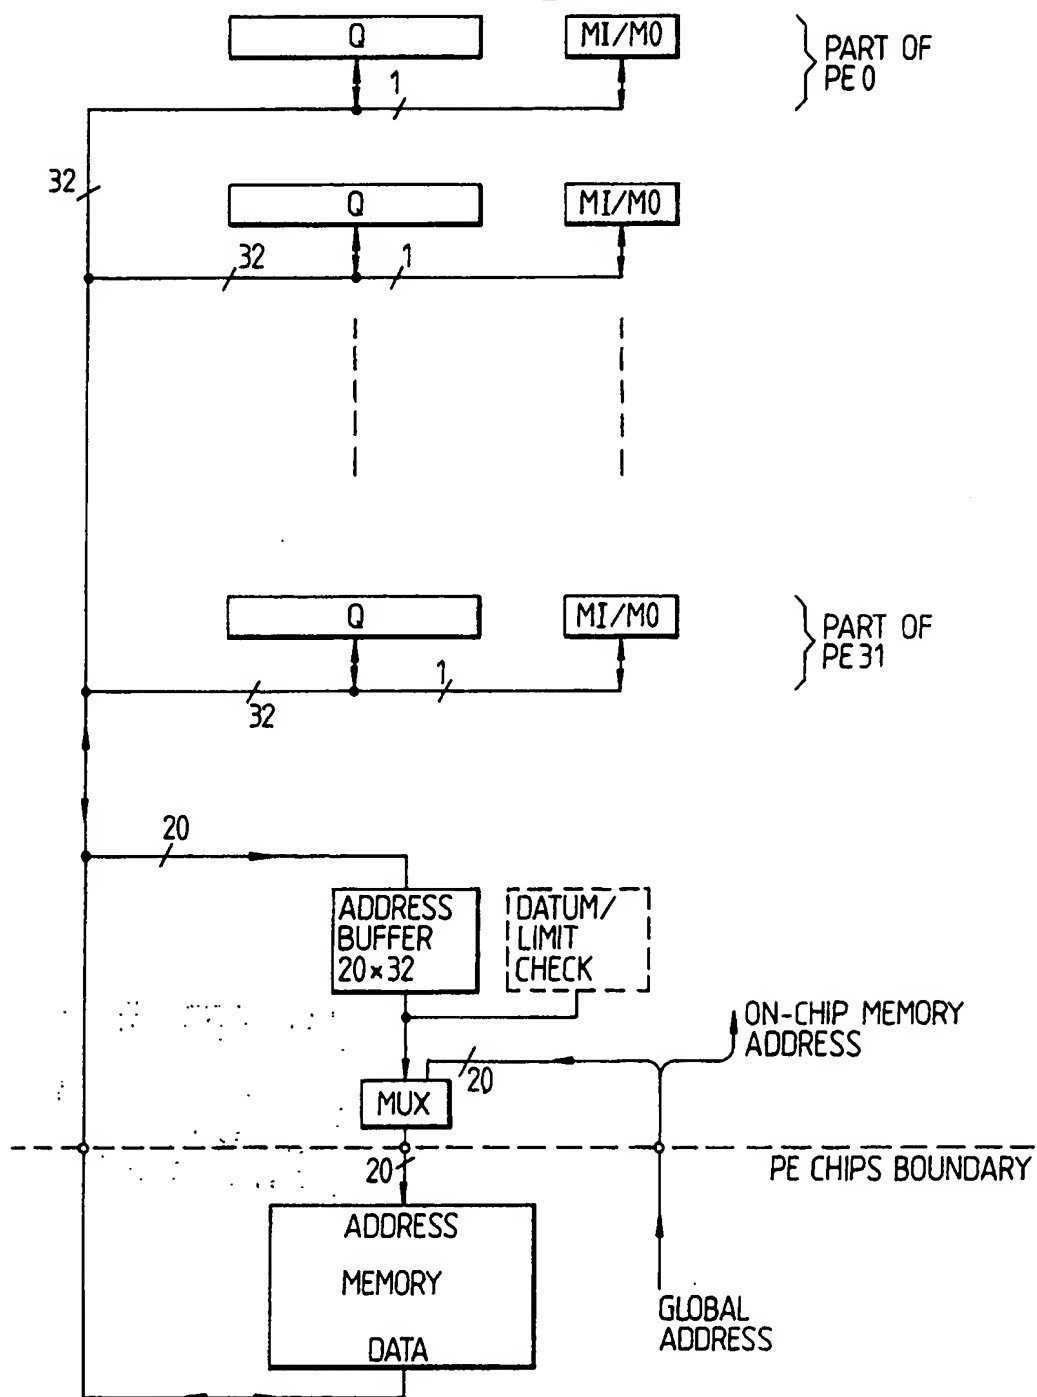 Q
MI/MO
PART OF
PE 0
1
32
Q
MI/MO
32
1
Q
MI/MO
PART OF
PE 31
1
32
20
ADDRESS
BUFFER
20×32
DATUM/
LIMIT
CHECK
ON-CHIP MEMORY
ADDRESS
20
MUX
20
PE CHIPS BOUNDARY
ADDRESS
MEMORY
DATA
GLOBAL
ADDRESS